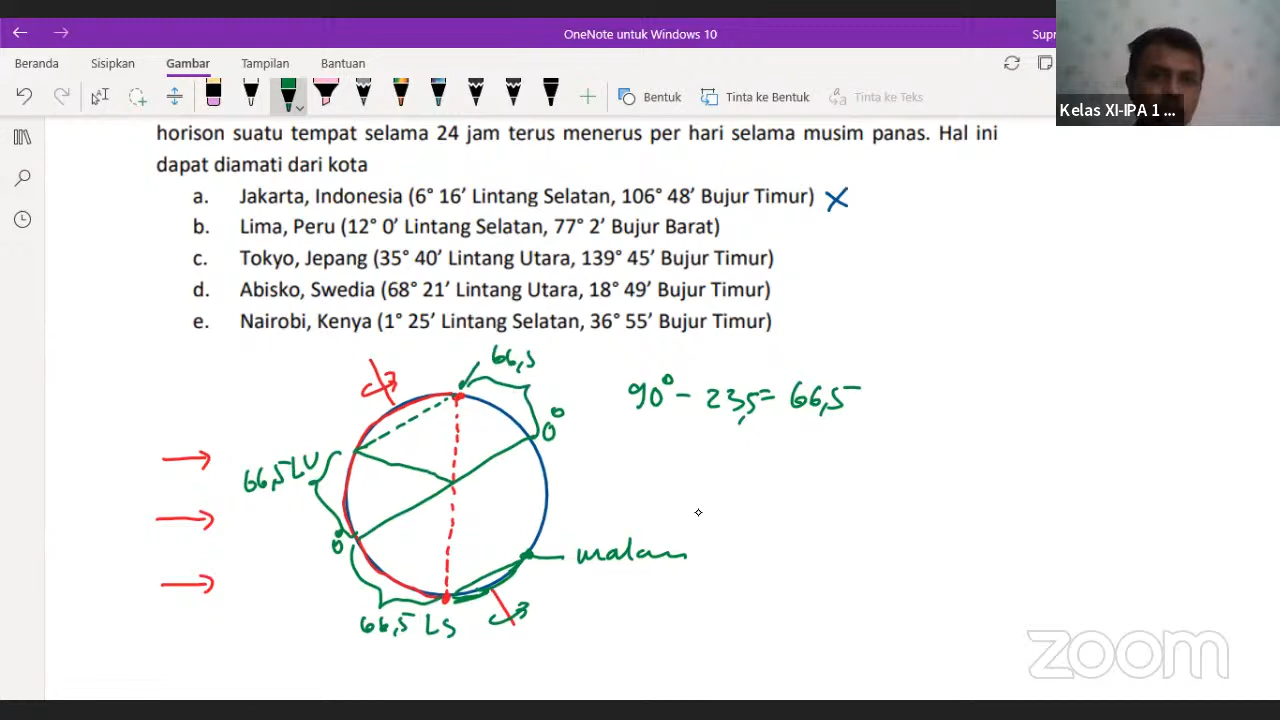 OneNote untuk Windows 10
Supr
Beranda
Sisipkan
Gambar
Tampilan
Bantuan
Bentuk
Tinta ke Bentuk
Tinta ke Teks
Kelas XI-IPA 1 ...
horison suatu tempat selama 24 jam terus menerus per hari selama musim panas. Hal ini
dapat diamati dari kota
a. Jakarta, Indonesia (6° 16’ Lintang Selatan, 106° 48’ Bujur Timur) X
b. Lima, Peru (12° 0’ Lintang Selatan, 77° 2’ Bujur Barat)
c. Tokyo, Jepang (35° 40’ Lintang Utara, 139° 45’ Bujur Timur)
d. Abisko, Swedia (68° 21’ Lintang Utara, 18° 49’ Bujur Timur)
e. Nairobi, Kenya (1° 25’ Lintang Selatan, 36° 55’ Bujur Timur)
66,5
90° - 23,5 = 66,5
0°
66,5 LU
0°
malam
66,5 LS
zoom